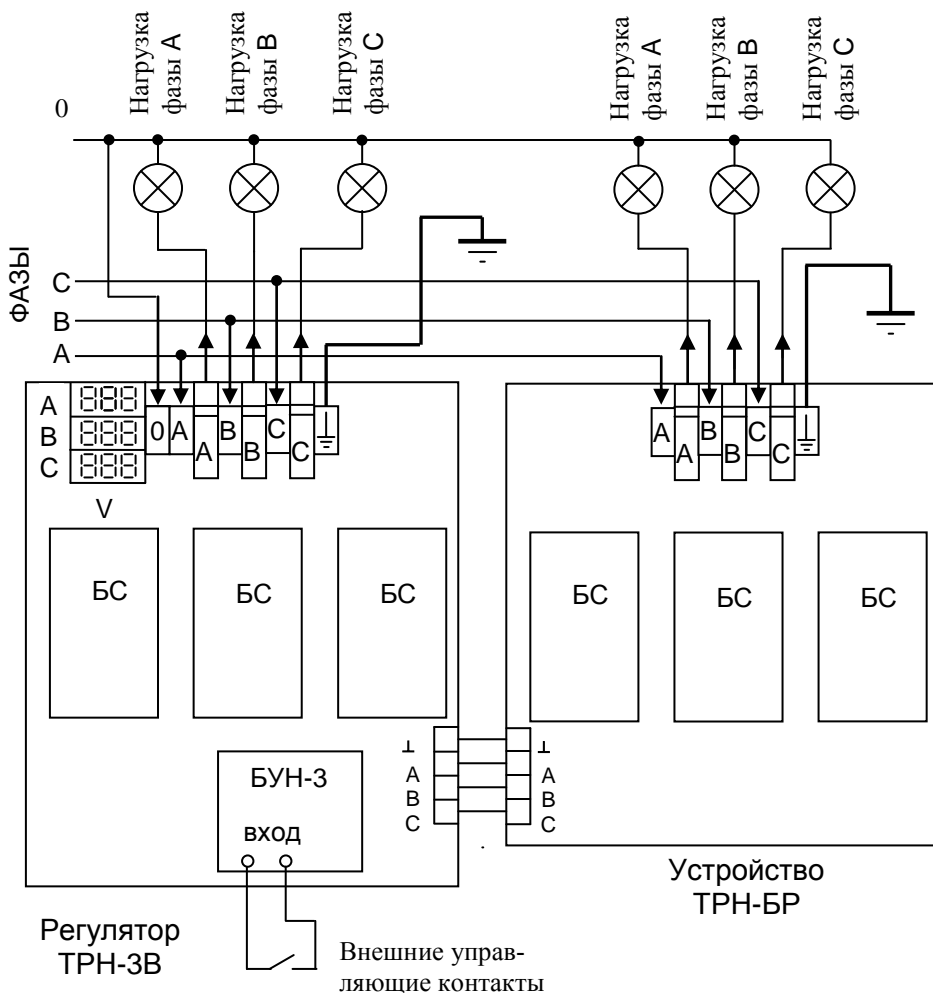 Нагрузка
фазы А
Нагрузка
фазы В
Нагрузка
фазы С
Нагрузка
фазы А
Нагрузка
фазы В
Нагрузка
фазы С
0
ФАЗЫ
С
В
А
А
В
С
888
888
888
V
0
А
А
В
В
С
С
А
А
В
В
С
С
БС
БС
БС
БС
БС
БС
БУН-3
вход
⊥
А
В
С
⊥
А
В
С
Регулятор
ТРН-3В
Устройство
ТРН-БР
Внешние управ-
ляющие контакты